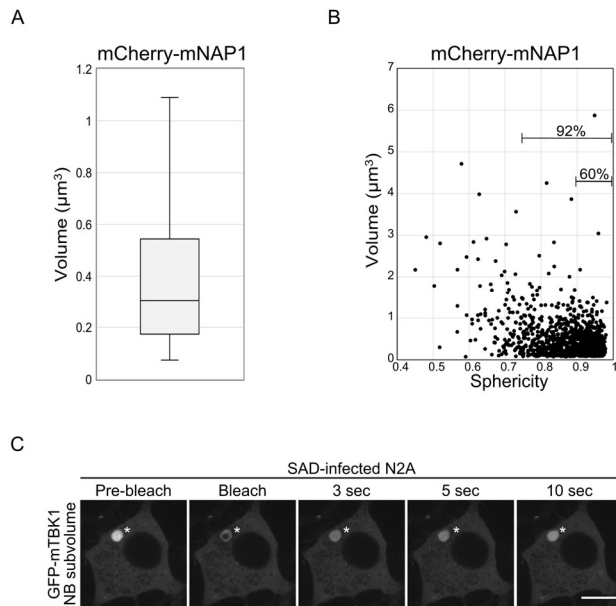 A
mCherry-mNAP1
Volume (μm³)
1.2
1
0.8
0.6
0.4
0.2
0
B
mCherry-mNAP1
Volume (μm³)
7
6
5
4
3
2
1
0
92%
60%
0.4 0.5 0.6 0.7 0.8 0.9 1
Sphericity
C
SAD-infected N2A
Pre-bleach Bleach 3 sec 5 sec 10 sec
GFP-mTBK1
NB subvolume
* * * * *